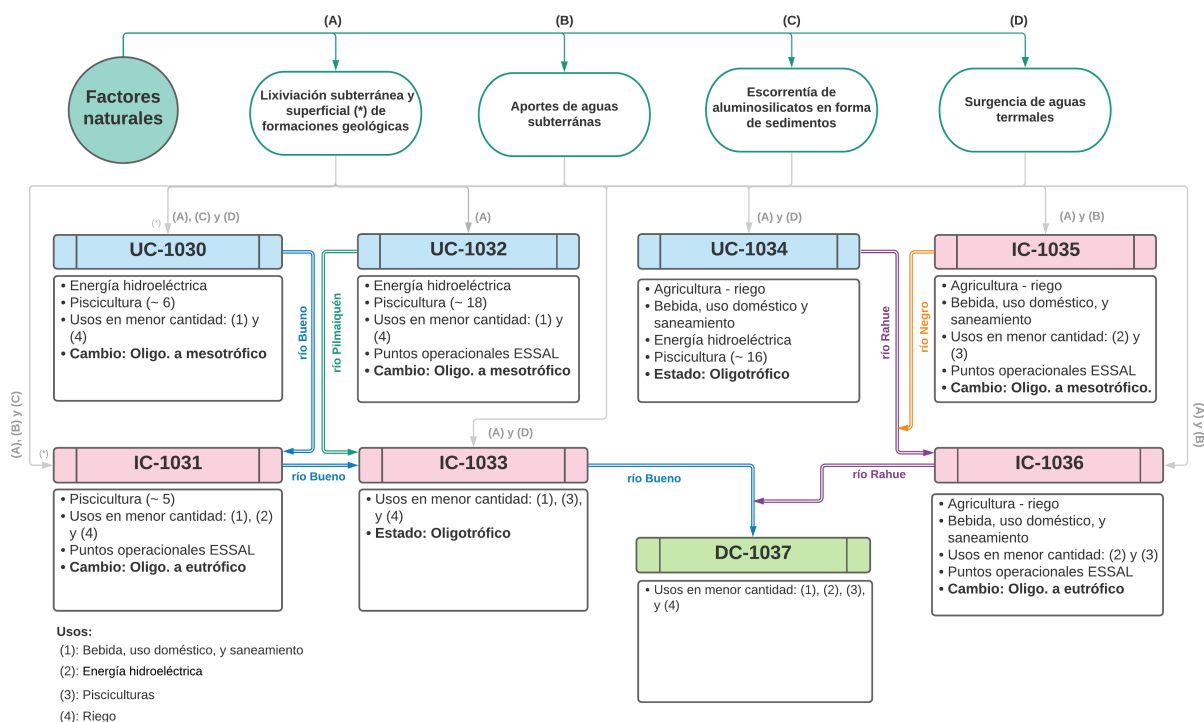 (A)
(B)
(C)
(D)
Factores
naturales
Lixiviación subterránea y
superficial (*) de
formaciones geológicas
Aportes de aguas
subterránas
Escorrentía de
aluminosilicatos en forma
de sedimentos
Surgencia de aguas
terrmales
(*)
(A), (C) y (D)
(A)
(A) y (D)
(A) y (B)
UC-1030
UC-1032
UC-1034
IC-1035
• Energía hidroeléctrica
• Piscicultura (~ 6)
• Usos en menor cantidad: (1) y
(4)
• Cambio: Oligo. a mesotrófico
río Bueno
río Pilmaiquén
• Energía hidroeléctrica
• Piscicultura (~ 18)
• Usos en menor cantidad: (1) y
(4)
• Puntos operacionales ESSAL
• Cambio: Oligo. a mesotrófico
• Agricultura - riego
• Bebida, uso doméstico y
saneamiento
• Energía hidroeléctrica
• Piscicultura (~ 16)
• Estado: Oligotrófico
río Rahue
río Negro
• Agricultura - riego
• Bebida, uso doméstico, y
saneamiento
• Usos en menor cantidad: (2) y
(3)
• Puntos operacionales ESSAL
• Cambio: Oligo. a mesotrófico.
(A), (B) y (C)
(A) y (D)
(A) y (B)
(*)
IC-1031
río Bueno
IC-1033
río Bueno
río Rahue
IC-1036
• Piscicultura (~ 5)
• Usos en menor cantidad: (1), (2)
y (4)
• Puntos operacionales ESSAL
• Cambio: Oligo. a eutrófico
• Usos en menor cantidad: (1), (3),
y (4)
• Estado: Oligotrófico
DC-1037
• Usos en menor cantidad: (1), (2), (3),
y (4)
• Agricultura - riego
• Bebida, uso doméstico, y
saneamiento
• Usos en menor cantidad: (2) y (3)
• Puntos operacionales ESSAL
• Cambio: Oligo. a eutrófico
Usos:
(1): Bebida, uso doméstico, y saneamiento
(2): Energía hidroeléctrica
(3): Pisciculturas
(4): Riego